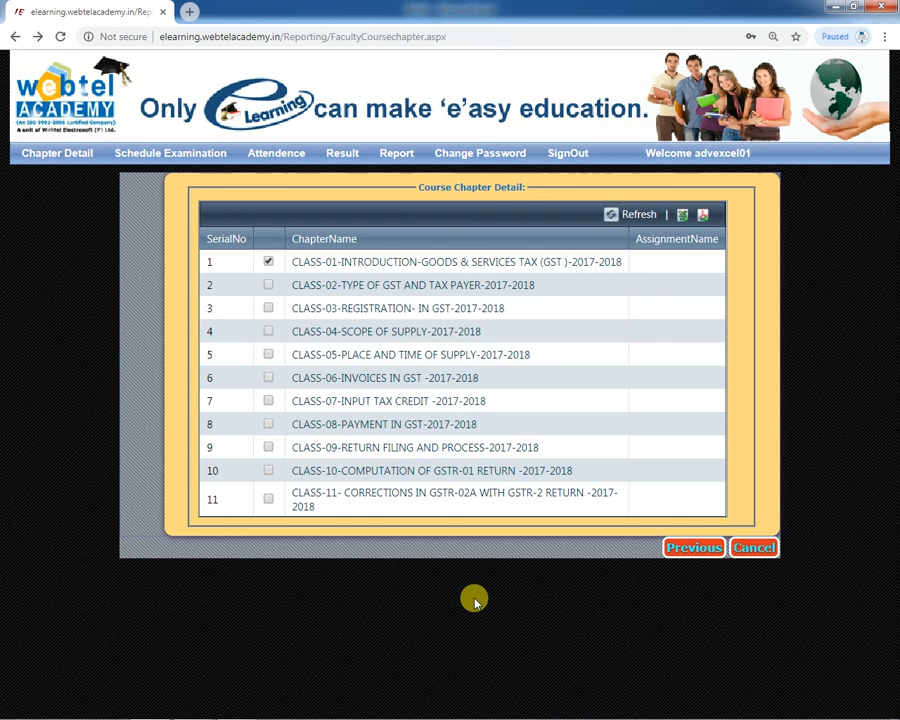 elearning.webtelacademy.in/Rep
Not secure | elearning.webtelacademy.in/Reporting/FacultyCoursechapter.aspx
Paused
webtel
ACADEMY
(An ISO 9001-2008 Certified Company)
A unit of Webtel Electrosoft (P) Ltd.
Only e Learning can make ‘e’asy education.
Chapter Detail Schedule Examination Attendence Result Report Change Password SignOut Welcome advexcel01
Course Chapter Detail:
Refresh |
SerialNo ChapterName AssignmentName
1 CLASS-01-INTRODUCTION-GOODS & SERVICES TAX (GST )-2017-2018
2 CLASS-02-TYPE OF GST AND TAX PAYER-2017-2018
3 CLASS-03-REGISTRATION- IN GST-2017-2018
4 CLASS-04-SCOPE OF SUPPLY-2017-2018
5 CLASS-05-PLACE AND TIME OF SUPPLY-2017-2018
6 CLASS-06-INVOICES IN GST -2017-2018
7 CLASS-07-INPUT TAX CREDIT -2017-2018
8 CLASS-08-PAYMENT IN GST-2017-2018
9 CLASS-09-RETURN FILING AND PROCESS-2017-2018
10 CLASS-10-COMPUTATION OF GSTR-01 RETURN -2017-2018
11 CLASS-11- CORRECTIONS IN GSTR-02A WITH GSTR-2 RETURN -2017-
2018
Previous Cancel